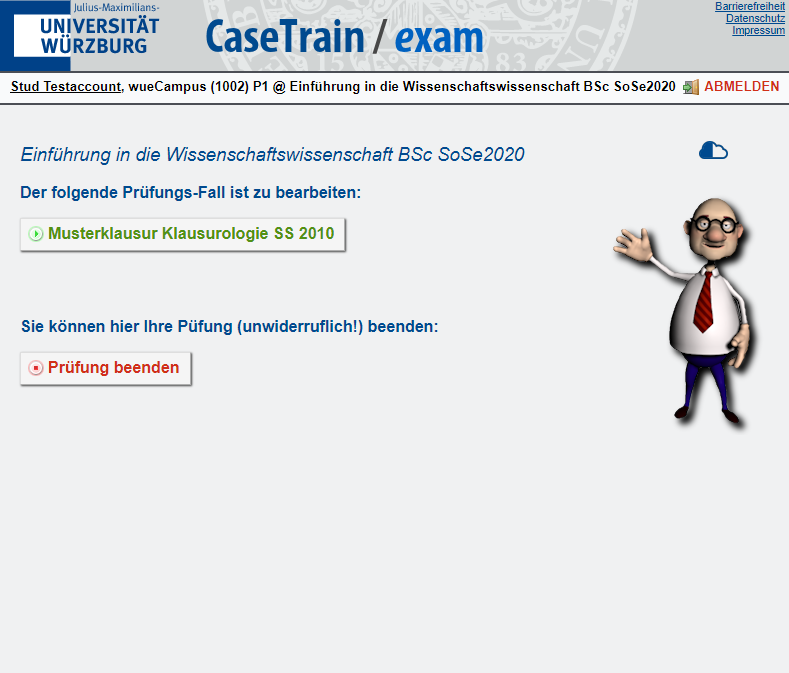 Julius-Maximilians-
UNIVERSITÄT
WÜRZBURG
CaseTrain / exam
Barrierefreiheit
Datenschutz
Impressum
Stud Testaccount, wueCampus (1002) P1 @ Einführung in die Wissenschaftswissenschaft BSc SoSe2020 ABMELDEN
Einführung in die Wissenschaftswissenschaft BSc SoSe2020
Der folgende Prüfungs-Fall ist zu bearbeiten:
Musterklausur Klausurologie SS 2010
Sie können hier Ihre Püfung (unwiderruflich!) beenden:
Prüfung beenden